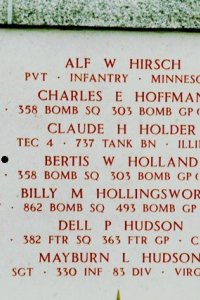 ALF W HIRSCH
PVT · INFANTRY · MINNES
CHARLES E HOFFMAN
· 358 BOMB SQ 303 BOMB GP
CLAUDE H HOLDER
TEC 4 · 737 TANK BN · ILLI
BERTIS W HOLLAND
· 358 BOMB SQ 303 BOMB GP
BILLY M HOLLINGSWOR
· 862 BOMB SQ 493 BOMB GP
DELL P HUDSON
· 382 FTR SQ 363 FTR GP · C
MAYBURN L HUDSON
SGT · 330 INF 83 DIV · VIRG